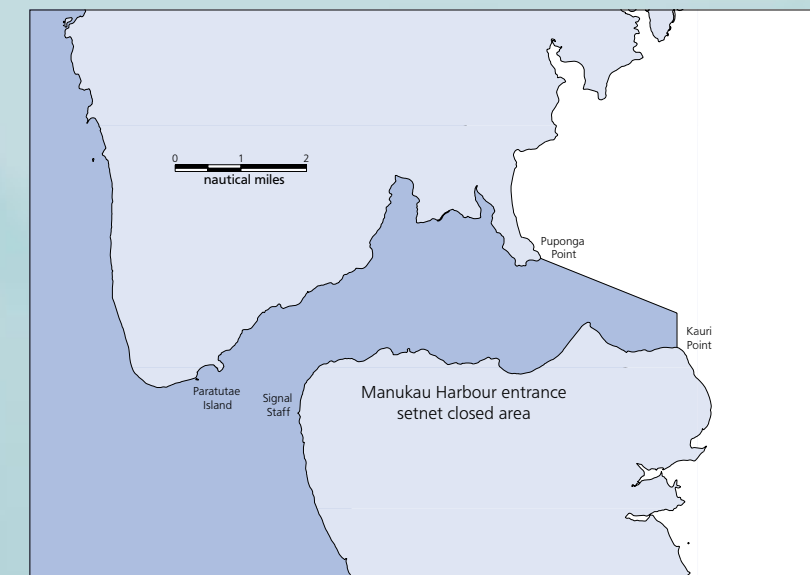 0 1 2
nautical miles
Puponga
Point
Kauri
Point
Paratutae
Island
Signal
Staff
Manukau Harbour entrance
setnet closed area